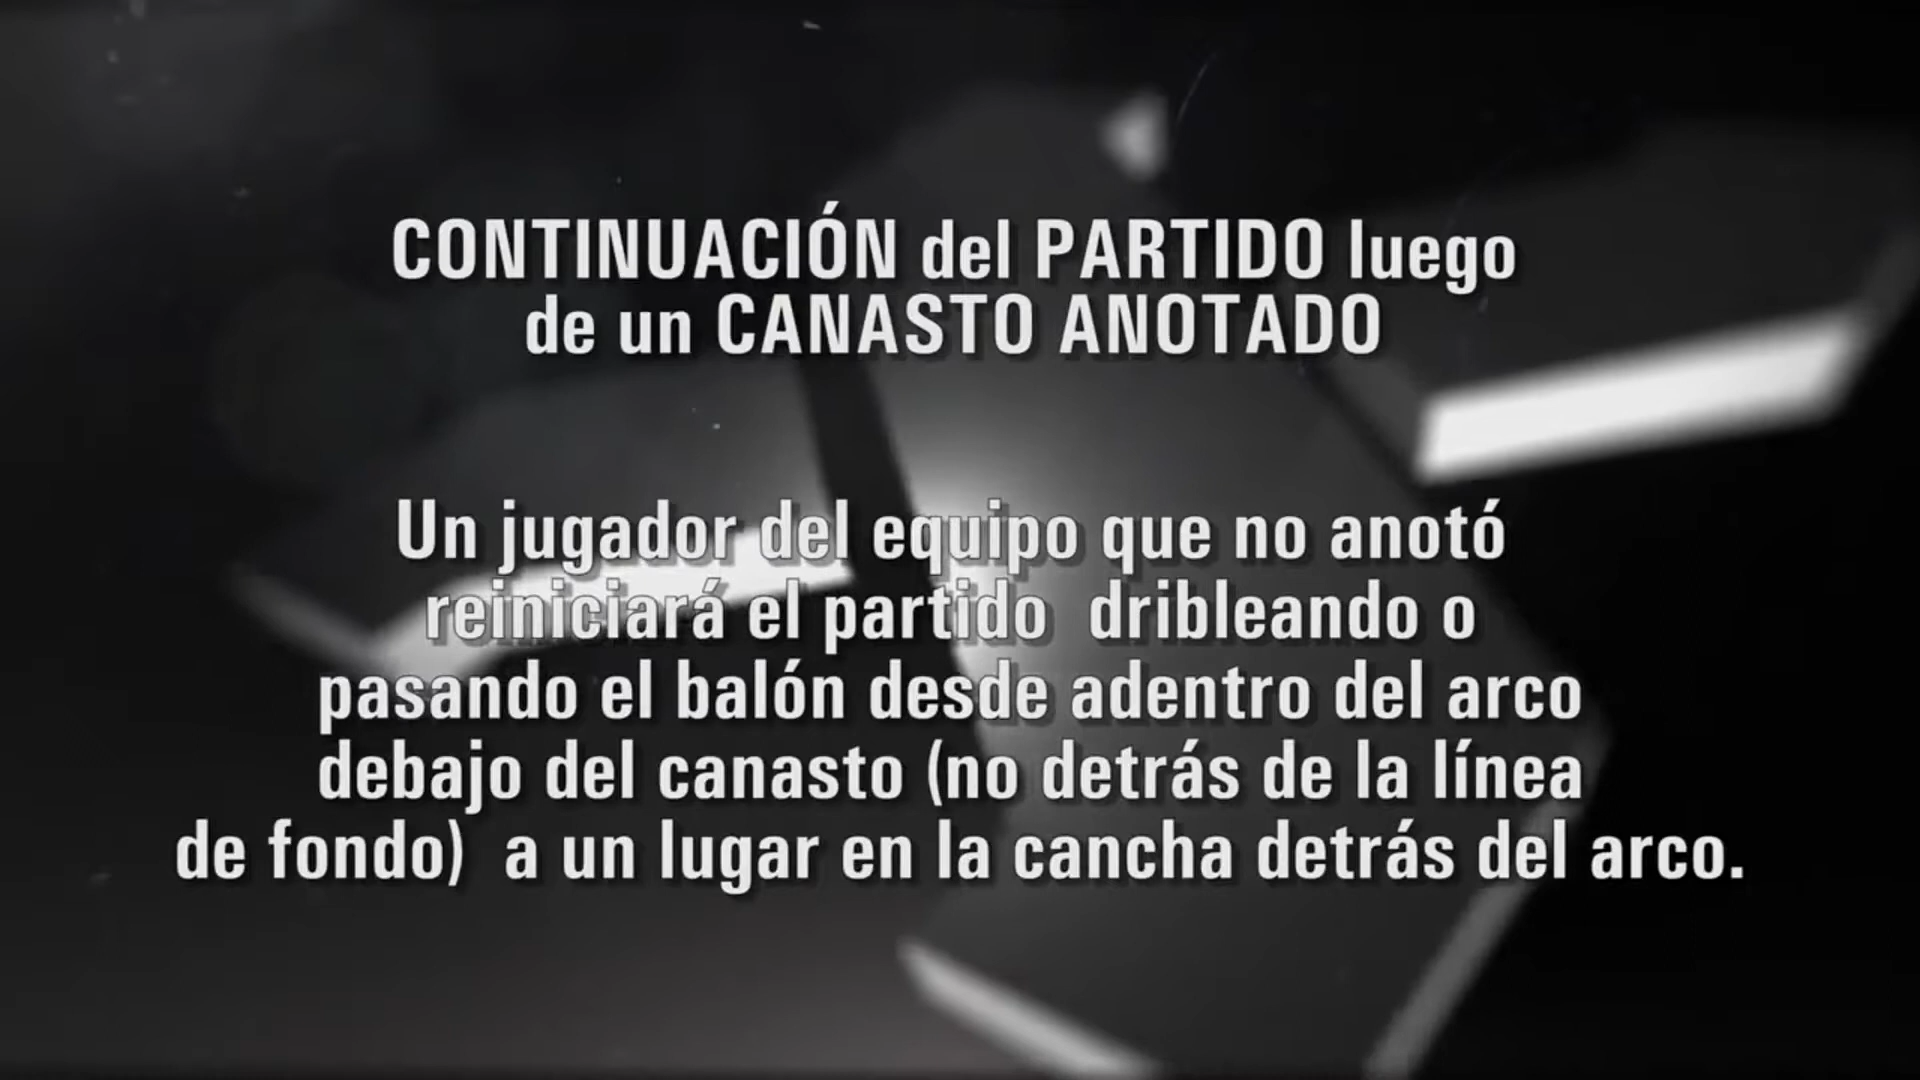 CONTINUACIÓN del PARTIDO luego
de un CANASTO ANOTADO
Un jugador del equipo que no anotó
reiniciará el partido dribleando o
pasando el balón desde adentro del arco
debajo del canasto (no detrás de la línea
de fondo) a un lugar en la cancha detrás del arco.